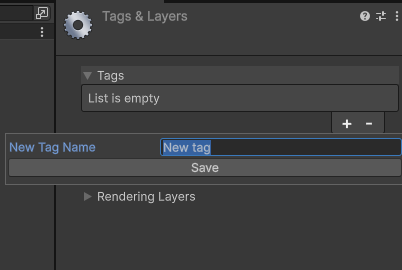 Tags & Layers
Tags
List is empty
+ -
New Tag Name
New tag
Save
Rendering Layers